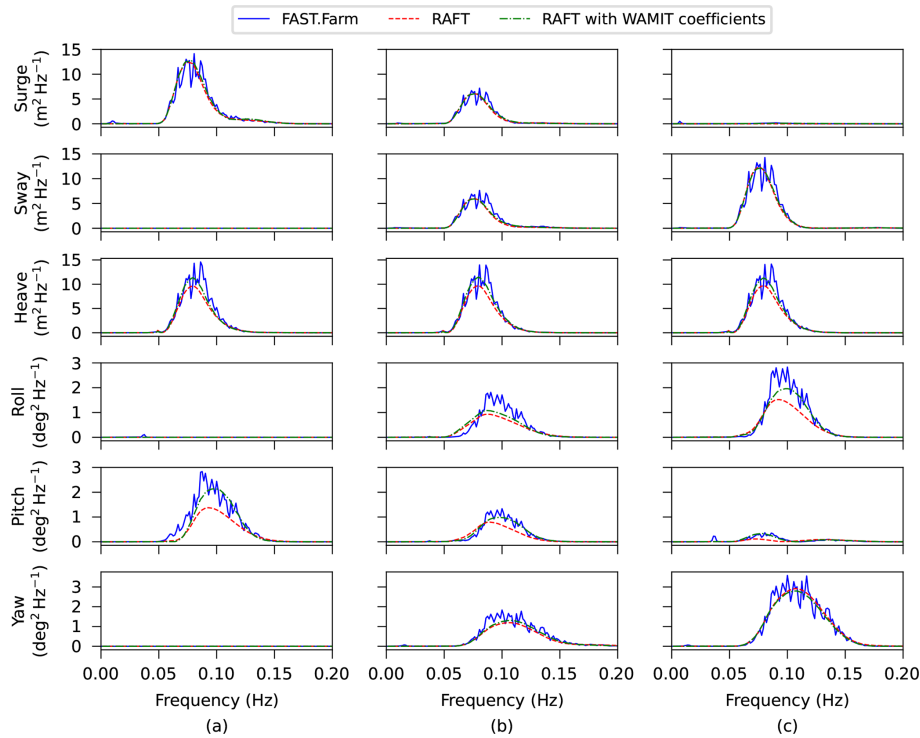 FAST.Farm RAFT RAFT with WAMIT coefficients
Surge
(m² Hz⁻¹)
15
10
5
0
Sway
(m² Hz⁻¹)
15
10
5
0
Heave
(m² Hz⁻¹)
15
10
5
0
Roll
(deg² Hz⁻¹)
3
2
1
0
Pitch
(deg² Hz⁻¹)
3
2
1
0
Yaw
(deg² Hz⁻¹)
3
2
1
0
0.00 0.05 0.10 0.15 0.20 0.00 0.05 0.10 0.15 0.20 0.00 0.05 0.10 0.15 0.20
Frequency (Hz) Frequency (Hz) Frequency (Hz)
(a) (b) (c)